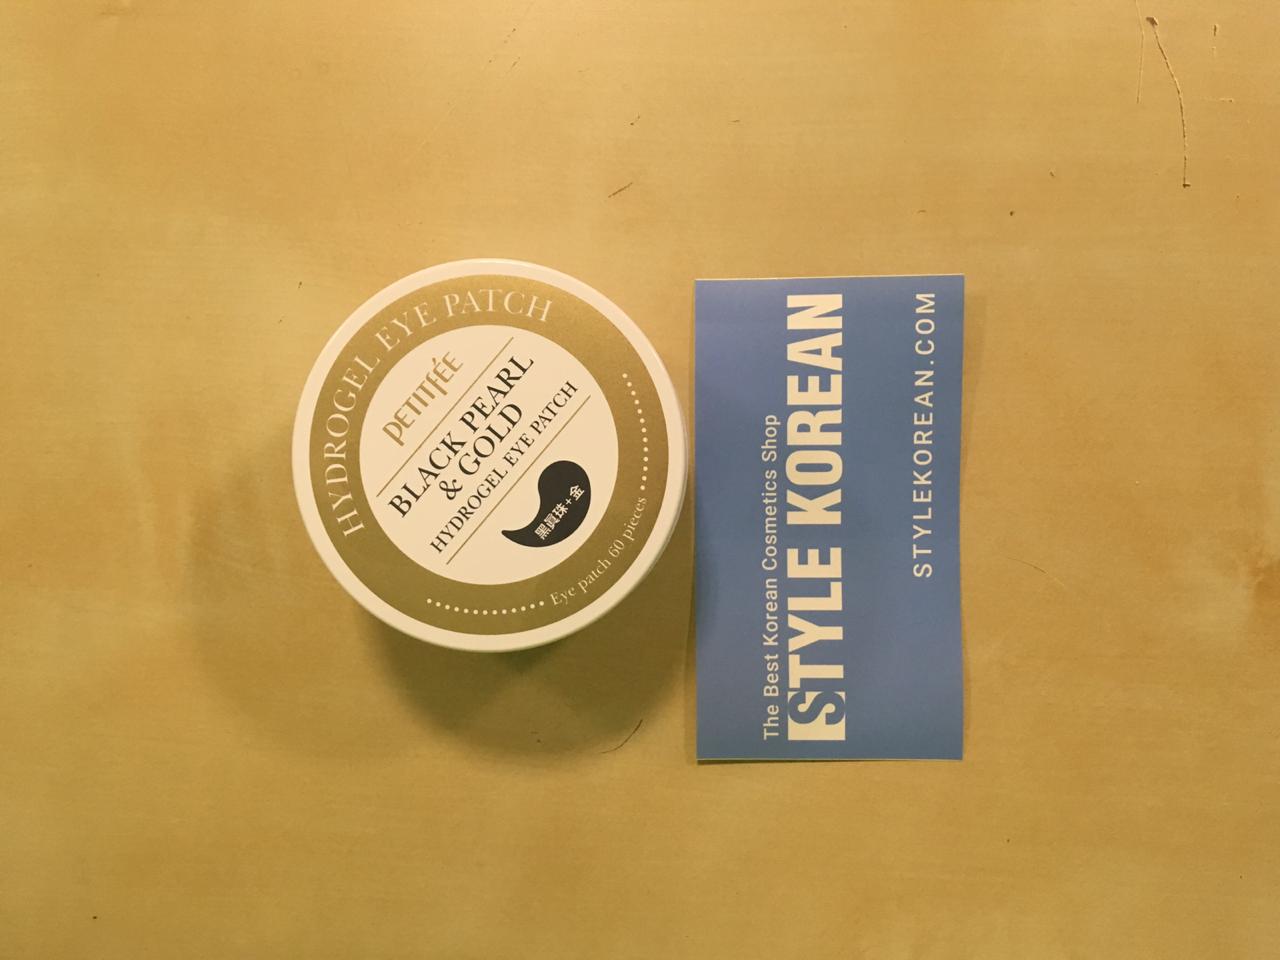 HYDROGEL EYE PATCH
PETITFÉE
BLACK PEARL
& GOLD
HYDROGEL EYE PATCH
黑眞珠+金
Eye patch 60 pieces
The Best Korean Cosmetics Shop
STYLE KOREAN
STYLEKOREAN.COM